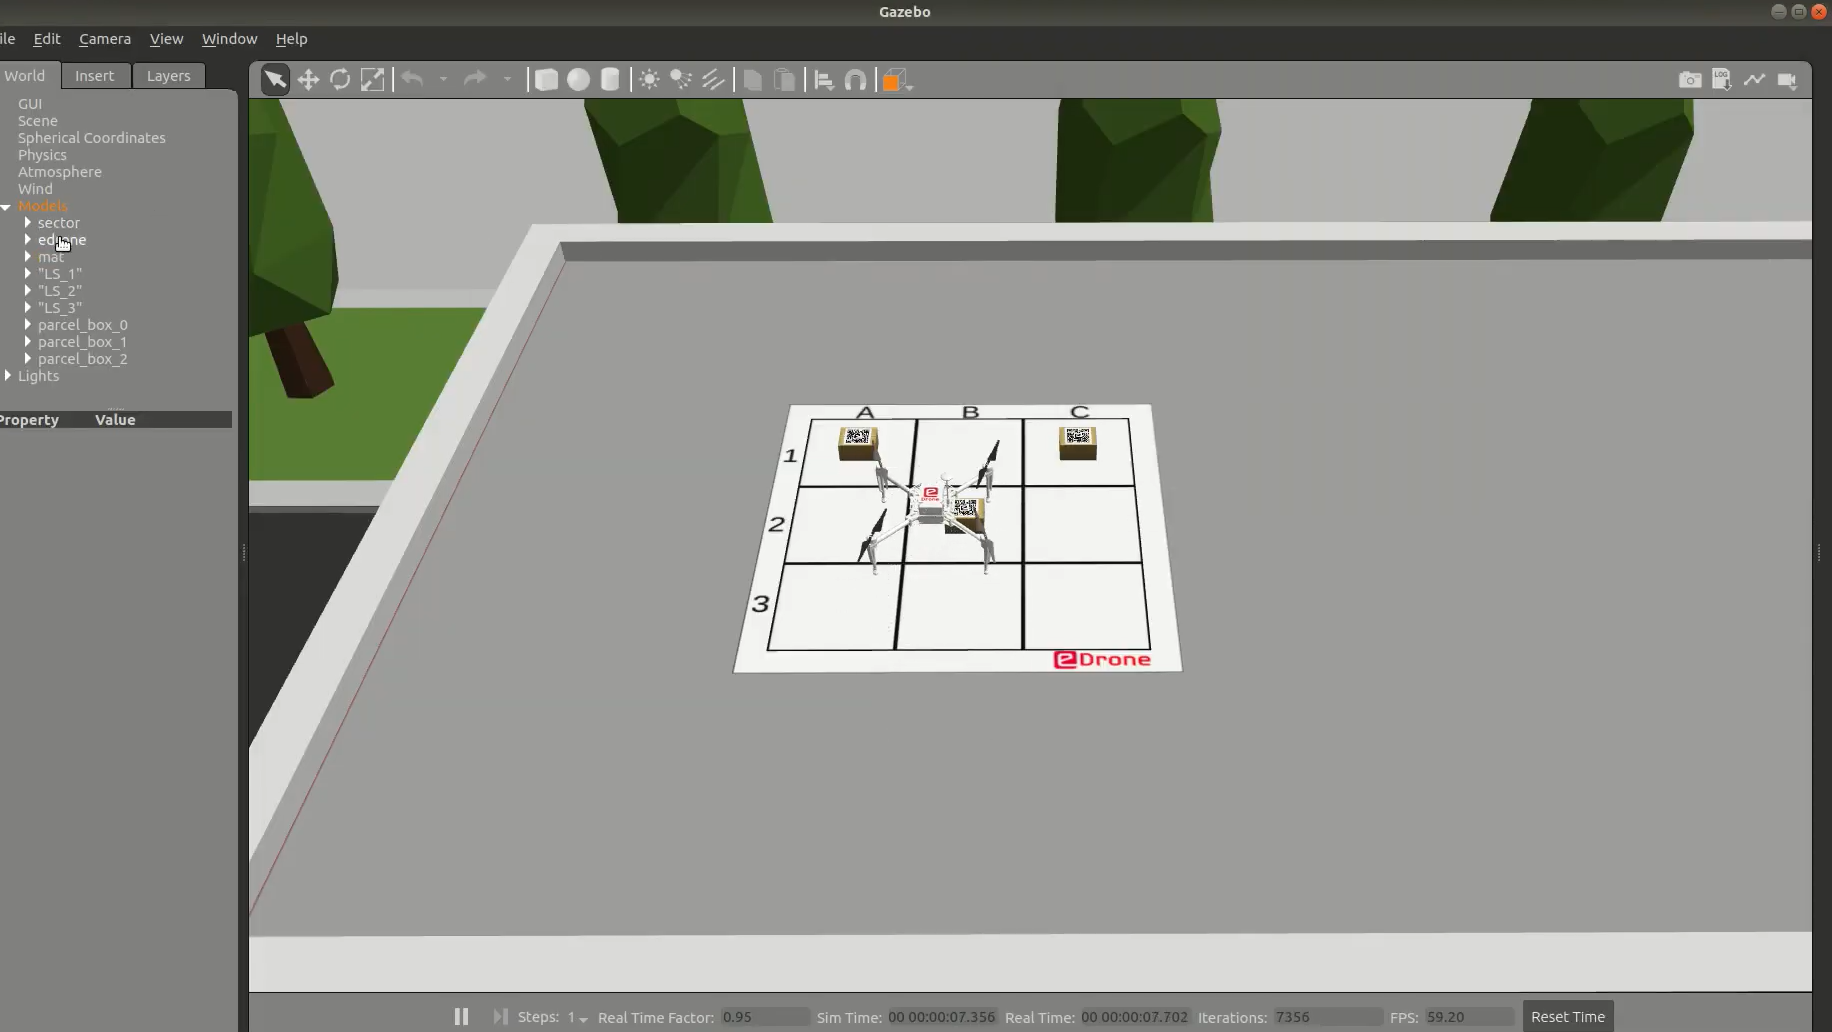 Gazebo
ile Edit Camera View Window Help
World Insert Layers
LOG
GUI
Scene
Spherical Coordinates
Physics
Atmosphere
Wind
Models
sector
edrone
mat
"LS_1"
"LS_2"
"LS_3"
parcel_box_0
parcel_box_1
parcel_box_2
Lights
Property Value
A B C
1
2
3
e
Drone
e Drone
Steps: 1 Real Time Factor: 0.95 Sim Time: 00 00:00:07.356 Real Time: 00 00:00:07.702 Iterations: 7356 FPS: 59.20 Reset Time